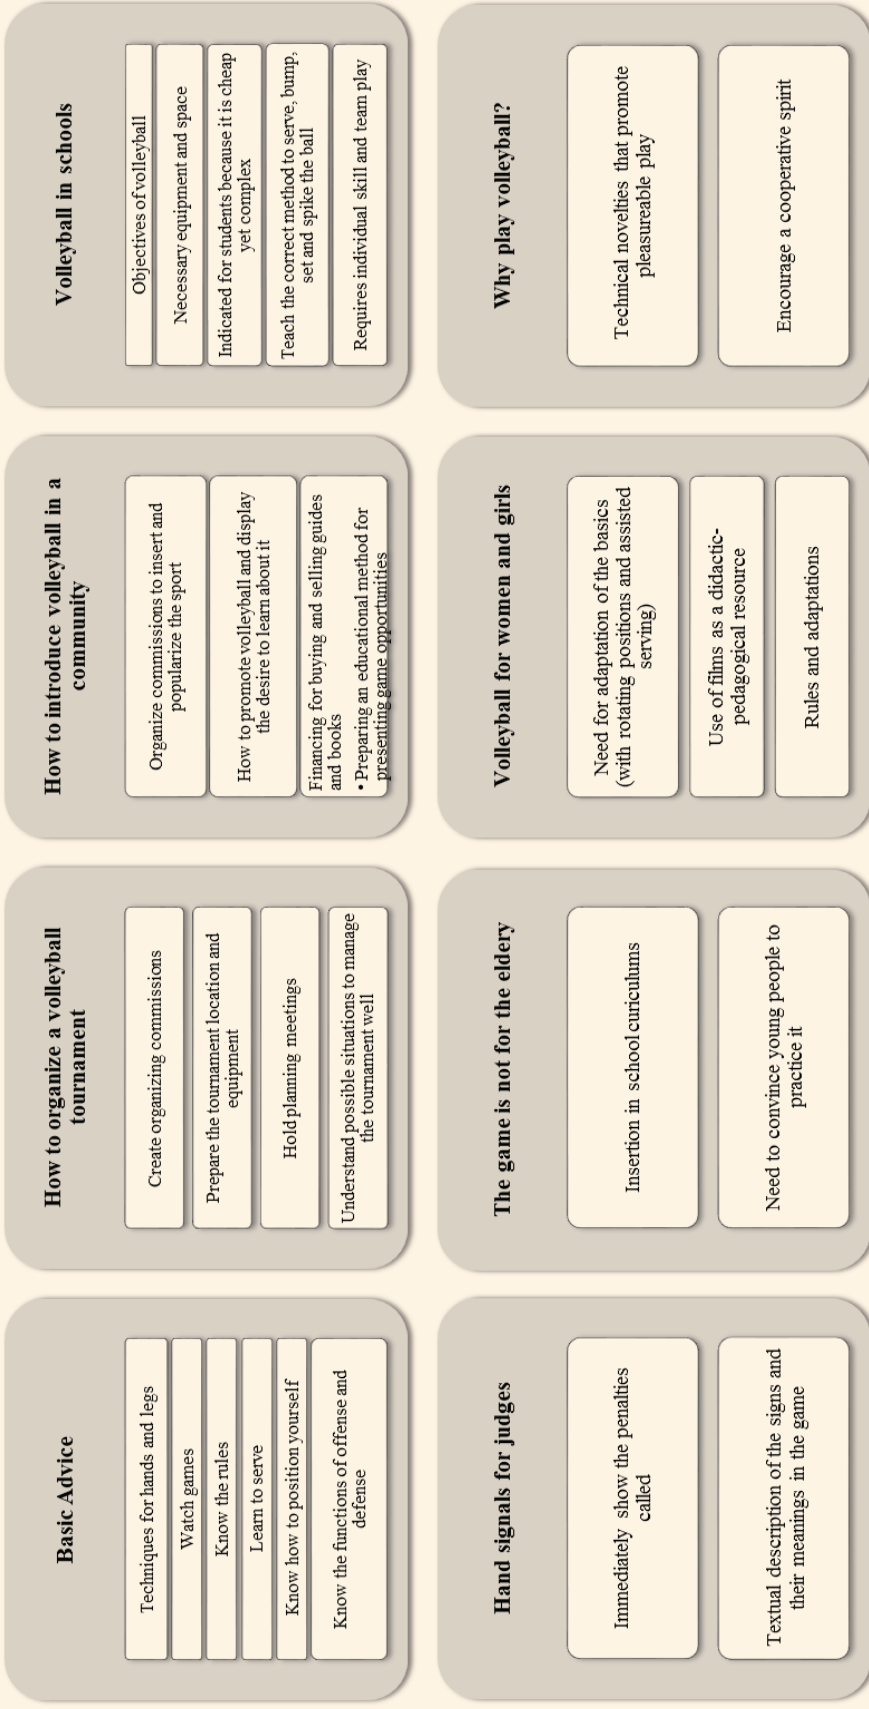 Basic Advice
Techniques for hands and legs
Watch games
Know the rules
Learn to serve
Know how to position yourself
Know the functions of offense and
defense
How to organize a volleyball
tournament
Create organizing commissions
Prepare the tournament location and
equipment
Hold planning meetings
Understand possible situations to manage
the tournament well
How to introduce volleyball in a
community
Organize commissions to insert and
popularize the sport
How to promote volleyball and display
the desire to learn about it
Financing for buying and selling guides
and books
• Preparing an educational method for
presenting game opportunities
Volleyball in schools
Objectives of volleyball
Necessary equipment and space
Indicated for students because it is cheap
yet complex
Teach the correct method to serve, bump,
set and spike the ball
Requires individual skill and team play
Hand signals for judges
Immediately show the penalties
called
Textual description of the signs and
their meanings in the game
The game is not for the eldery
Insertion in school curiculums
Need to convince young people to
practice it
Volleyball for women and girls
Need for adaptation of the basics
(with rotating positions and assisted
serving)
Use of films as a didactic-
pedagogical resource
Rules and adaptations
Why play volleyball?
Technical novelties that promote
pleasureable play
Encourage a cooperative spirit